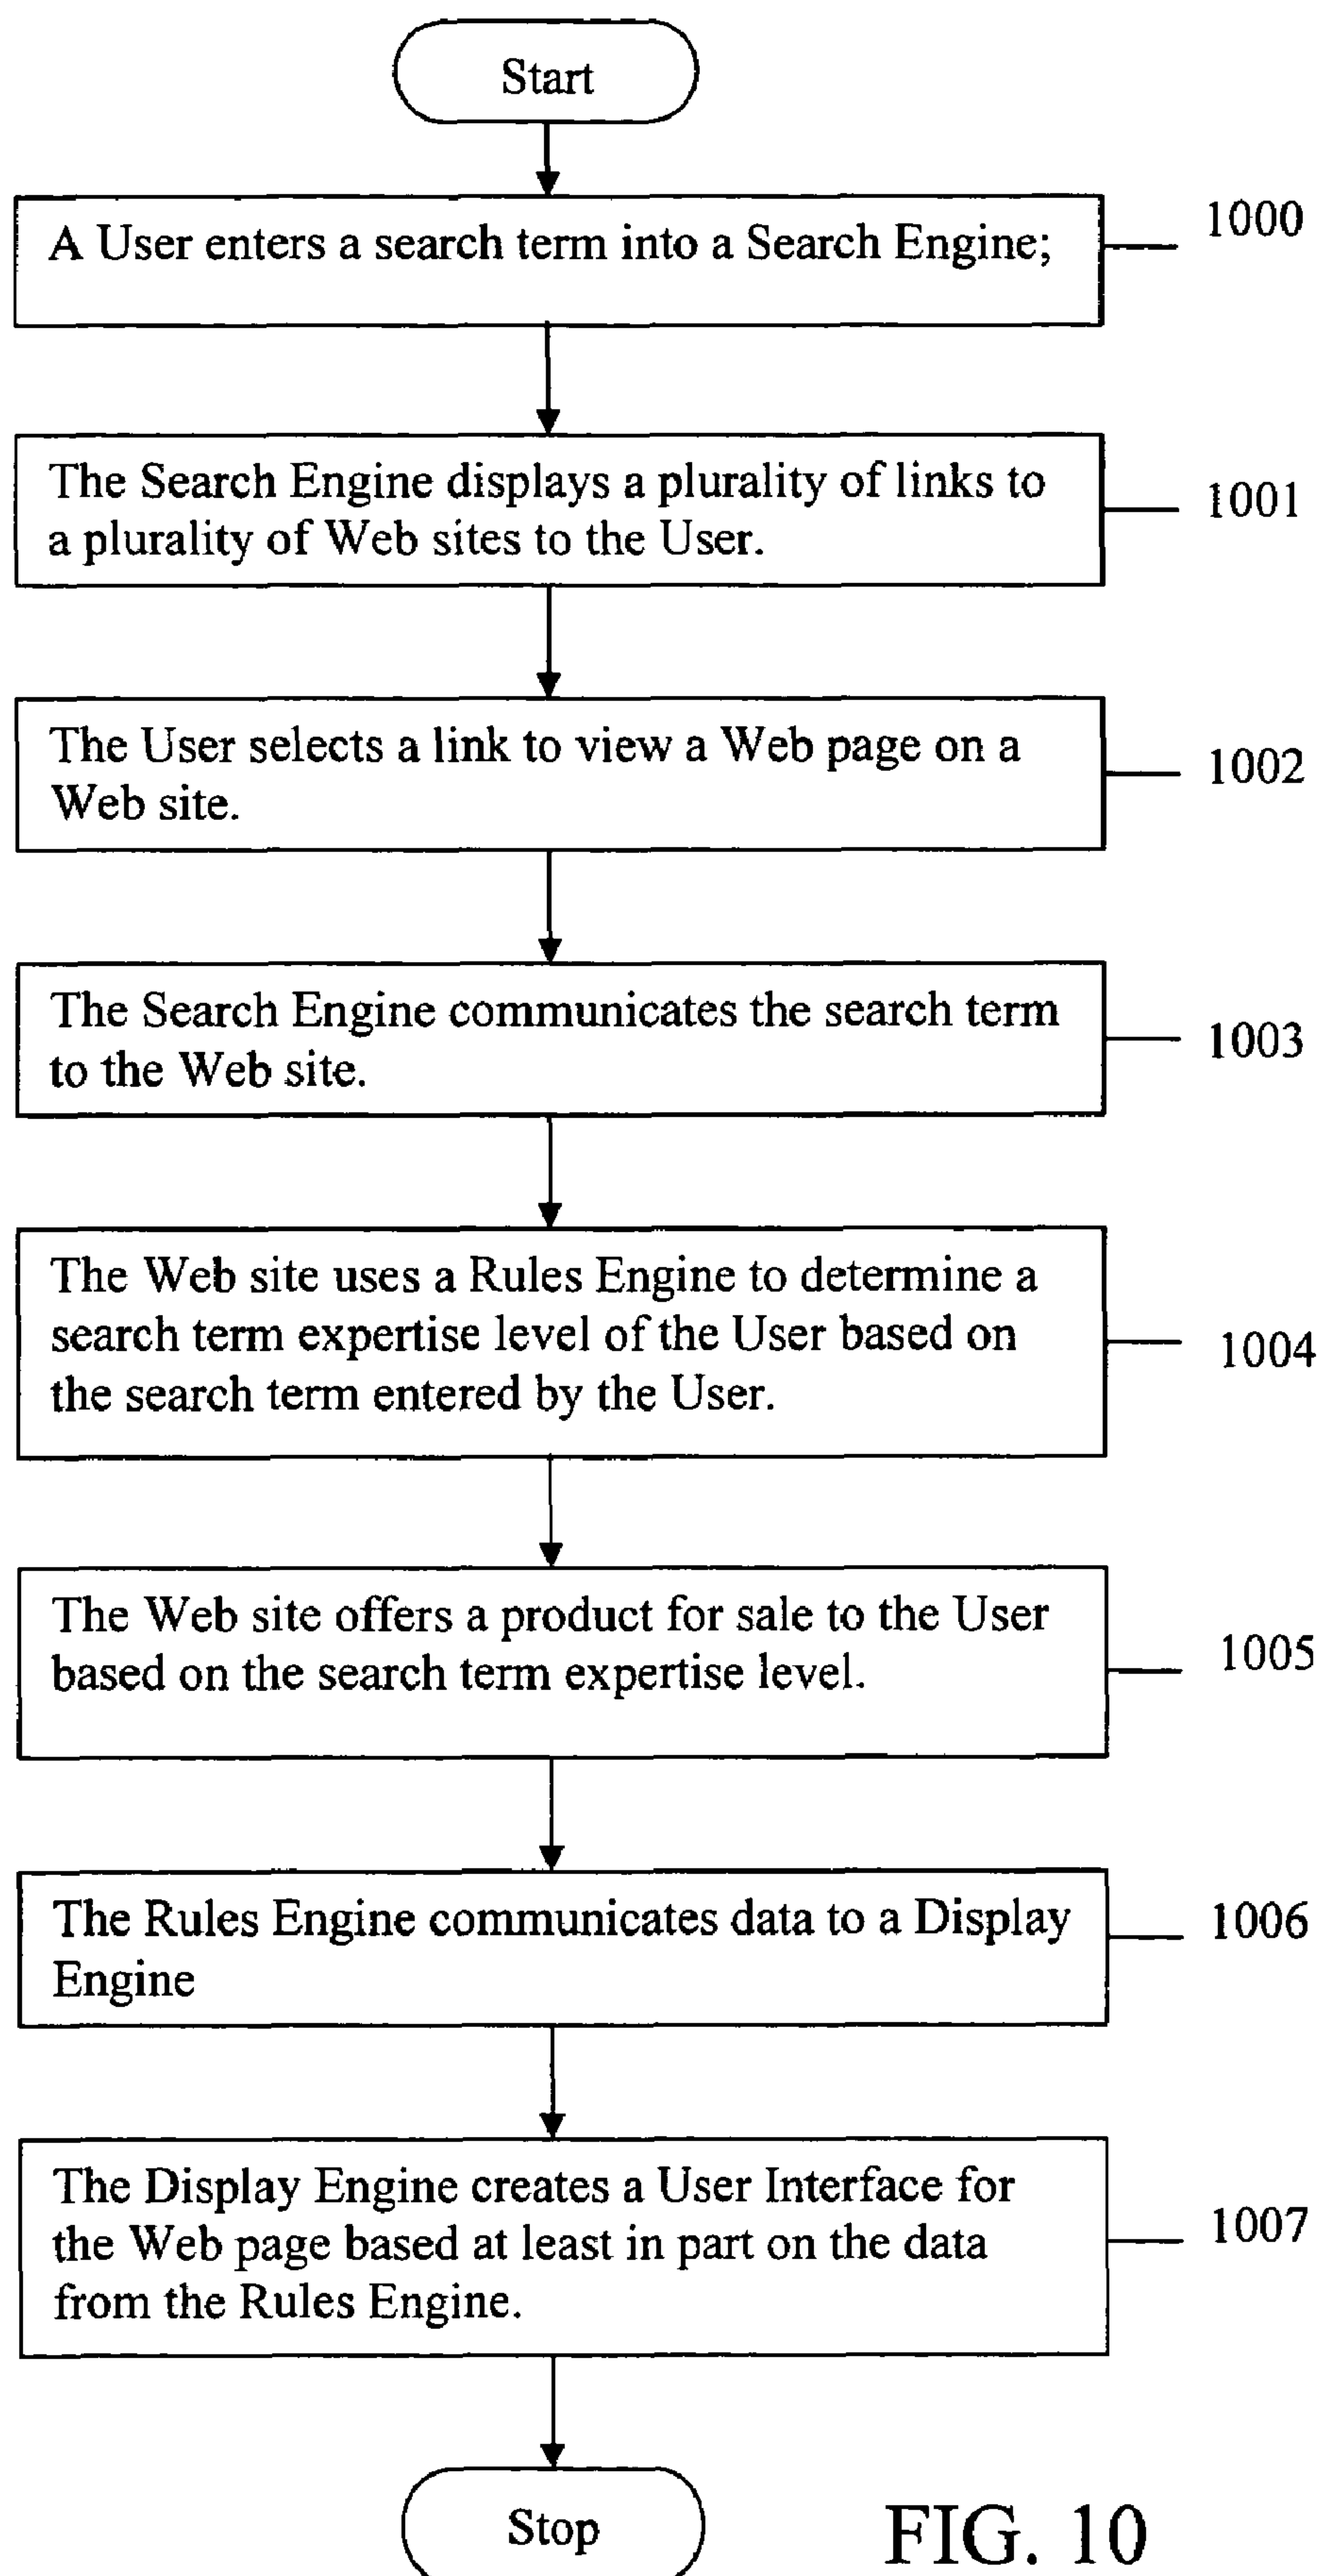 Start
A User enters a search term into a Search Engine;
1000
The Search Engine displays a plurality of links to
a plurality of Web sites to the User.
1001
The User selects a link to view a Web page on a
Web site.
1002
The Search Engine communicates the search term
to the Web site.
1003
The Web site uses a Rules Engine to determine a
search term expertise level of the User based on
the search term entered by the User.
1004
The Web site offers a product for sale to the User
based on the search term expertise level.
1005
The Rules Engine communicates data to a Display
Engine
1006
The Display Engine creates a User Interface for
the Web page based at least in part on the data
from the Rules Engine.
1007
Stop
FIG. 10